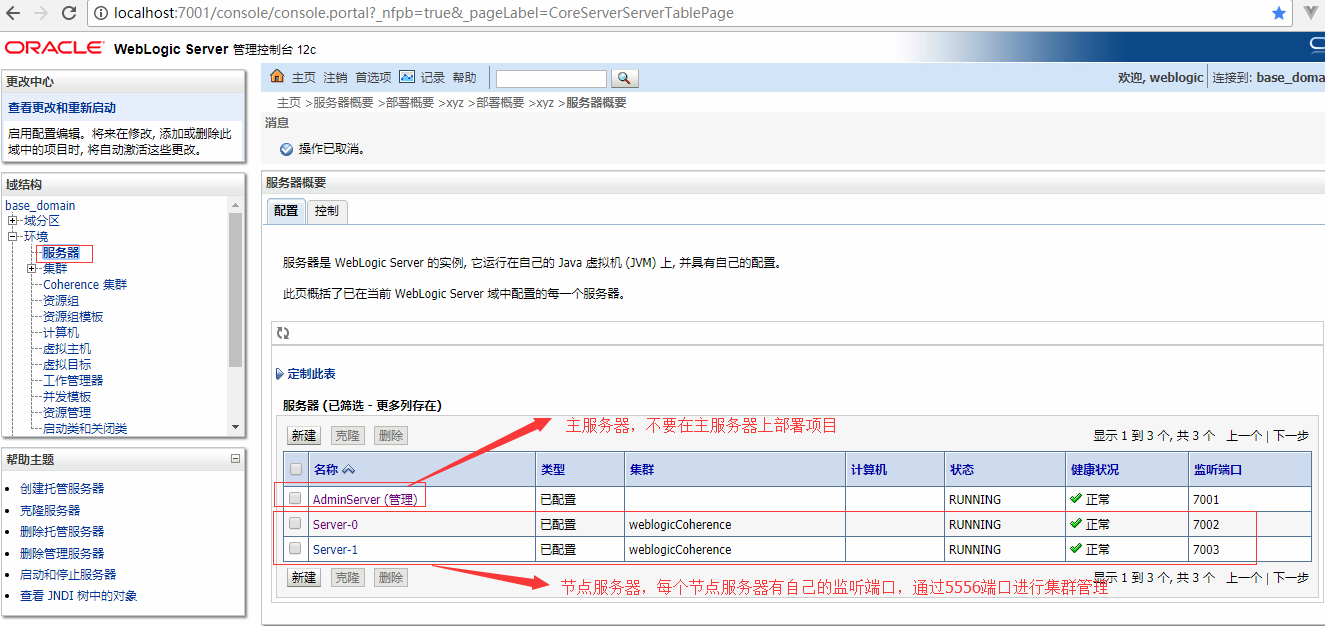 localhost:7001/console/console.portal?_nfpb=true&_pageLabel=CoreServerServerTablePage
ORACLE WebLogic Server 管理控制台 12c
更改中心
查看更改和重新启动
启用配置编辑。将来在修改, 添加或删除此
域中的项目时, 将自动激活这些更改。
域结构
base_domain
域分区
环境
服务器
集群
Coherence 集群
资源组
资源组模板
计算机
虚拟主机
虚拟目标
工作管理器
并发模板
资源管理
启动类和关闭类
帮助主题
创建托管服务器
克隆服务器
删除托管服务器
删除管理服务器
启动和停止服务器
查看 JNDI 树中的对象
主页 注销 首选项 记录 帮助
欢迎, weblogic 连接到: base_doma
主页 >服务器概要 >部署概要 >xyz >部署概要 >xyz >服务器概要
消息
操作已取消。
服务器概要
配置 控制
服务器是 WebLogic Server 的实例, 它运行在自己的 Java 虚拟机 (JVM) 上, 并具有自己的配置。
此页概括了已在当前 WebLogic Server 域中配置的每一个服务器。
定制此表
服务器 (已筛选 - 更多列存在)
主服务器，不要在主服务器上部署项目
新建 克隆 删除 显示 1 到 3 个, 共 3 个 上一个 | 下一步
名称 类型 集群 计算机 状态 健康状况 监听端口
AdminServer (管理) 已配置 RUNNING 正常 7001
Server-0 已配置 weblogicCoherence RUNNING 正常 7002
Server-1 已配置 weblogicCoherence RUNNING 正常 7003
新建 克隆 删除 显示 1 到 3 个, 共 3 个 上一个 | 下一步
节点服务器，每个节点服务器有自己的监听端口，通过5556端口进行集群管理